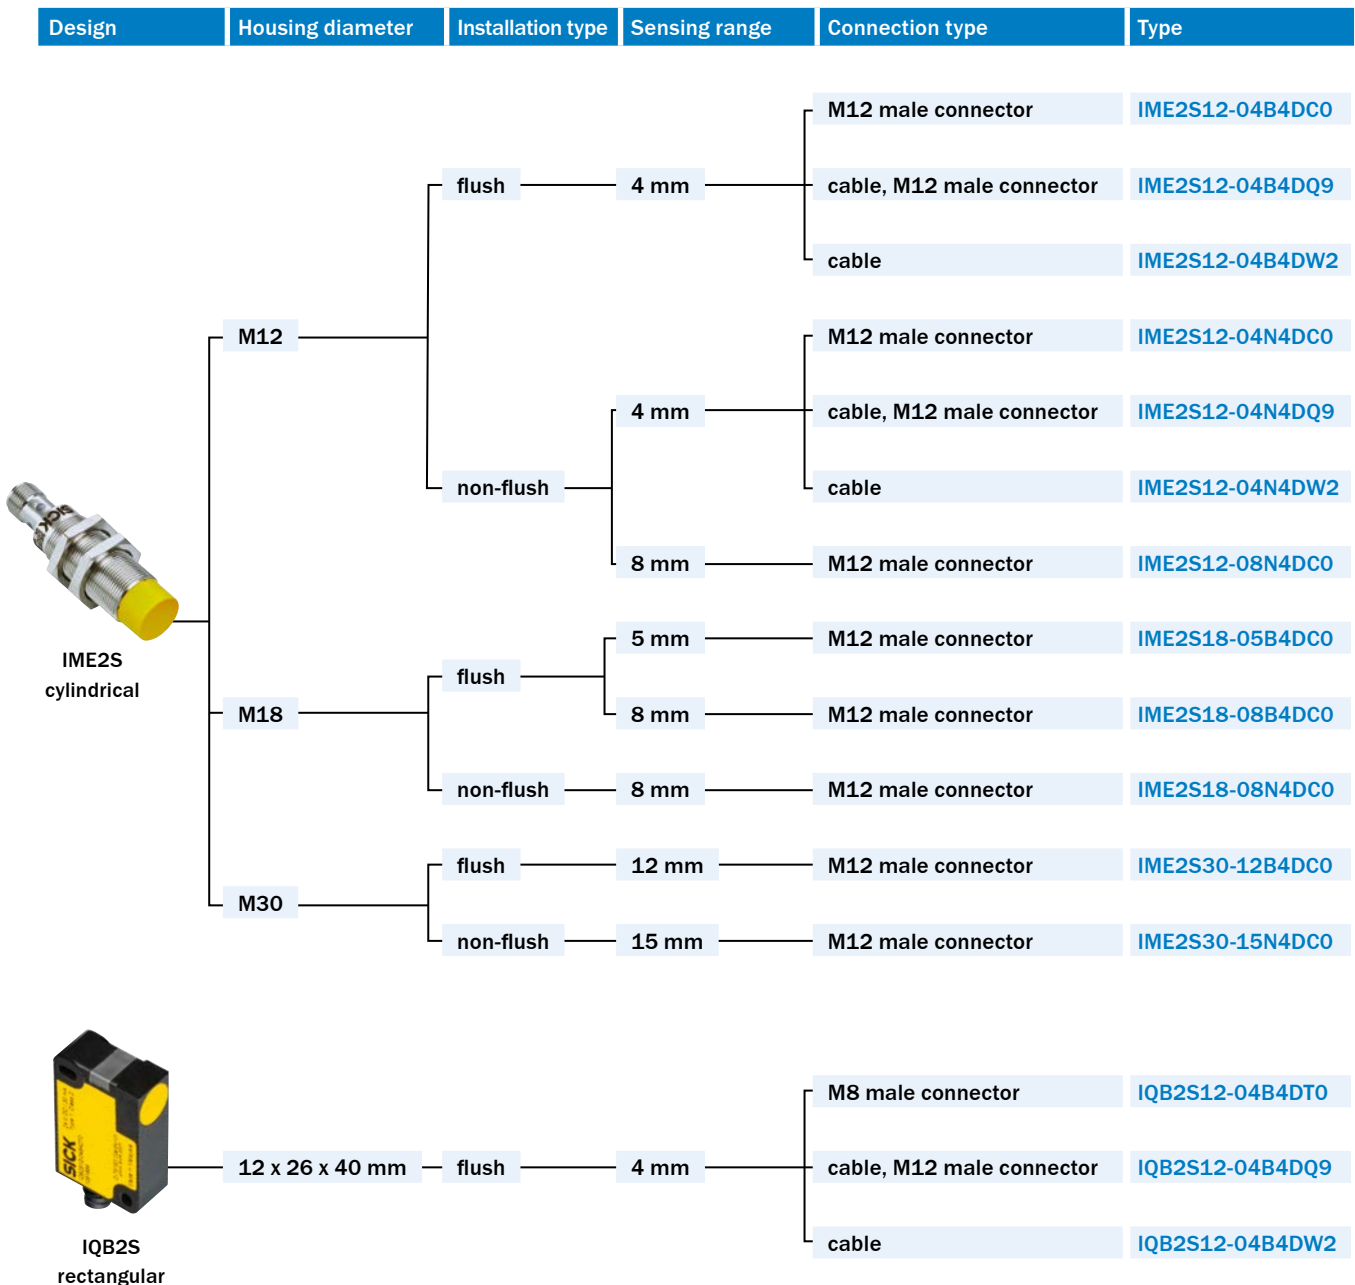 Design Housing diameter Installation type Sensing range Connection type Type
M12 male connector IME2S12-04B4DC0
flush 4 mm cable, M12 male connector IME2S12-04B4DQ9
cable IME2S12-04B4DW2
M12 M12 male connector IME2S12-04N4DC0
4 mm cable, M12 male connector IME2S12-04N4DQ9
non-flush cable IME2S12-04N4DW2
SICK
8 mm M12 male connector IME2S12-08N4DC0
5 mm M12 male connector IME2S18-05B4DC0
IME2S
cylindrical
flush
M18 8 mm M12 male connector IME2S18-08B4DC0
non-flush 8 mm M12 male connector IME2S18-08N4DC0
flush 12 mm M12 male connector IME2S30-12B4DC0
M30
non-flush 15 mm M12 male connector IME2S30-15N4DC0
M8 male connector IQB2S12-04B4DT0
SICK
12 x 26 x 40 mm flush 4 mm cable, M12 male connector IQB2S12-04B4DQ9
cable IQB2S12-04B4DW2
IQB2S
rectangular